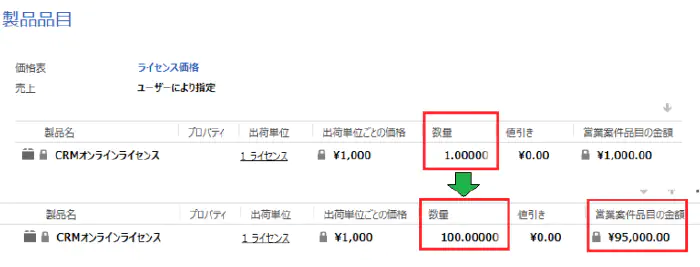 製品品目
価格表 ライセンス価格
売上 ユーザーにより指定
製品名 プロパティ 出荷単位 出荷単位ごとの価格 数量 値引き 営業案件品目の金額
CRMオンラインライセンス 1 ライセンス ¥1,000 1.00000 ¥0.00 ¥1,000.00
製品名 プロパティ 出荷単位 出荷単位ごとの価格 数量 値引き 営業案件品目の金額
CRMオンラインライセンス 1 ライセンス ¥1,000 100.00000 ¥0.00 ¥95,000.00